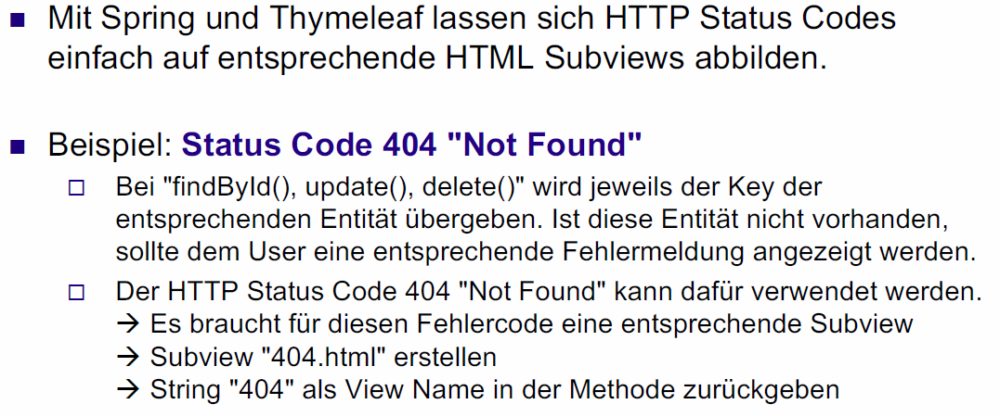 Mit Spring und Thymeleaf lassen sich HTTP Status Codes
einfach auf entsprechende HTML Subviews abbilden.
Beispiel: Status Code 404 "Not Found"
Bei "findById(), update(), delete()" wird jeweils der Key der
entsprechenden Entität übergeben. Ist diese Entität nicht vorhanden,
sollte dem User eine entsprechende Fehlermeldung angezeigt werden.
Der HTTP Status Code 404 "Not Found" kann dafür verwendet werden.
→ Es braucht für diesen Fehlercode eine entsprechende Subview
→ Subview "404.html" erstellen
→ String "404" als View Name in der Methode zurückgeben